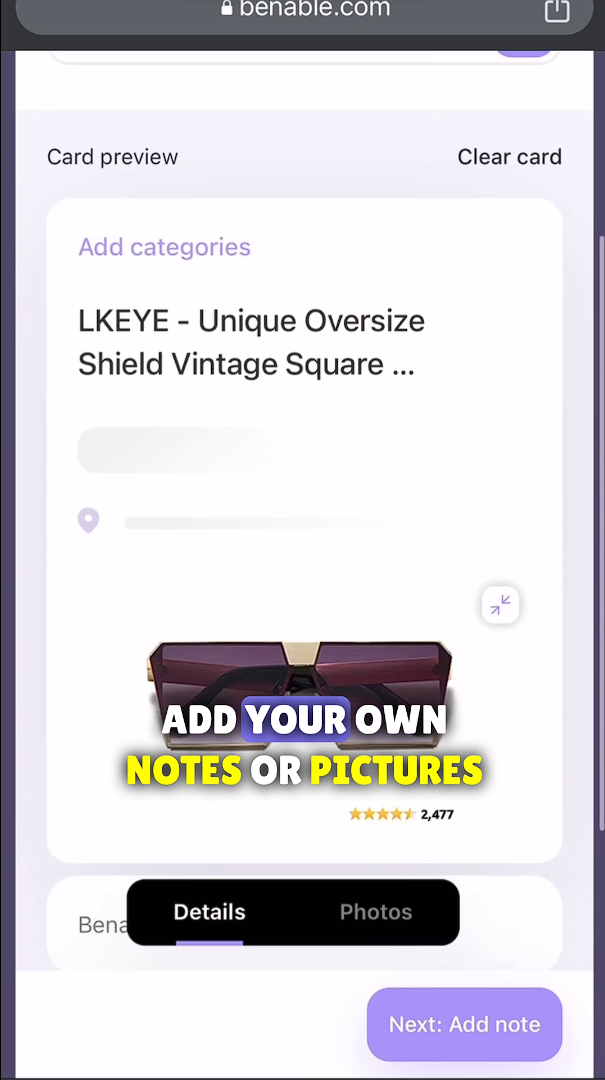 benable.com
Card preview
Clear card
Add categories
LKEYE - Unique Oversize
Shield Vintage Square ...
ADD YOUR OWN
NOTES OR PICTURES
2,477
Bena
Details
Photos
Next: Add note